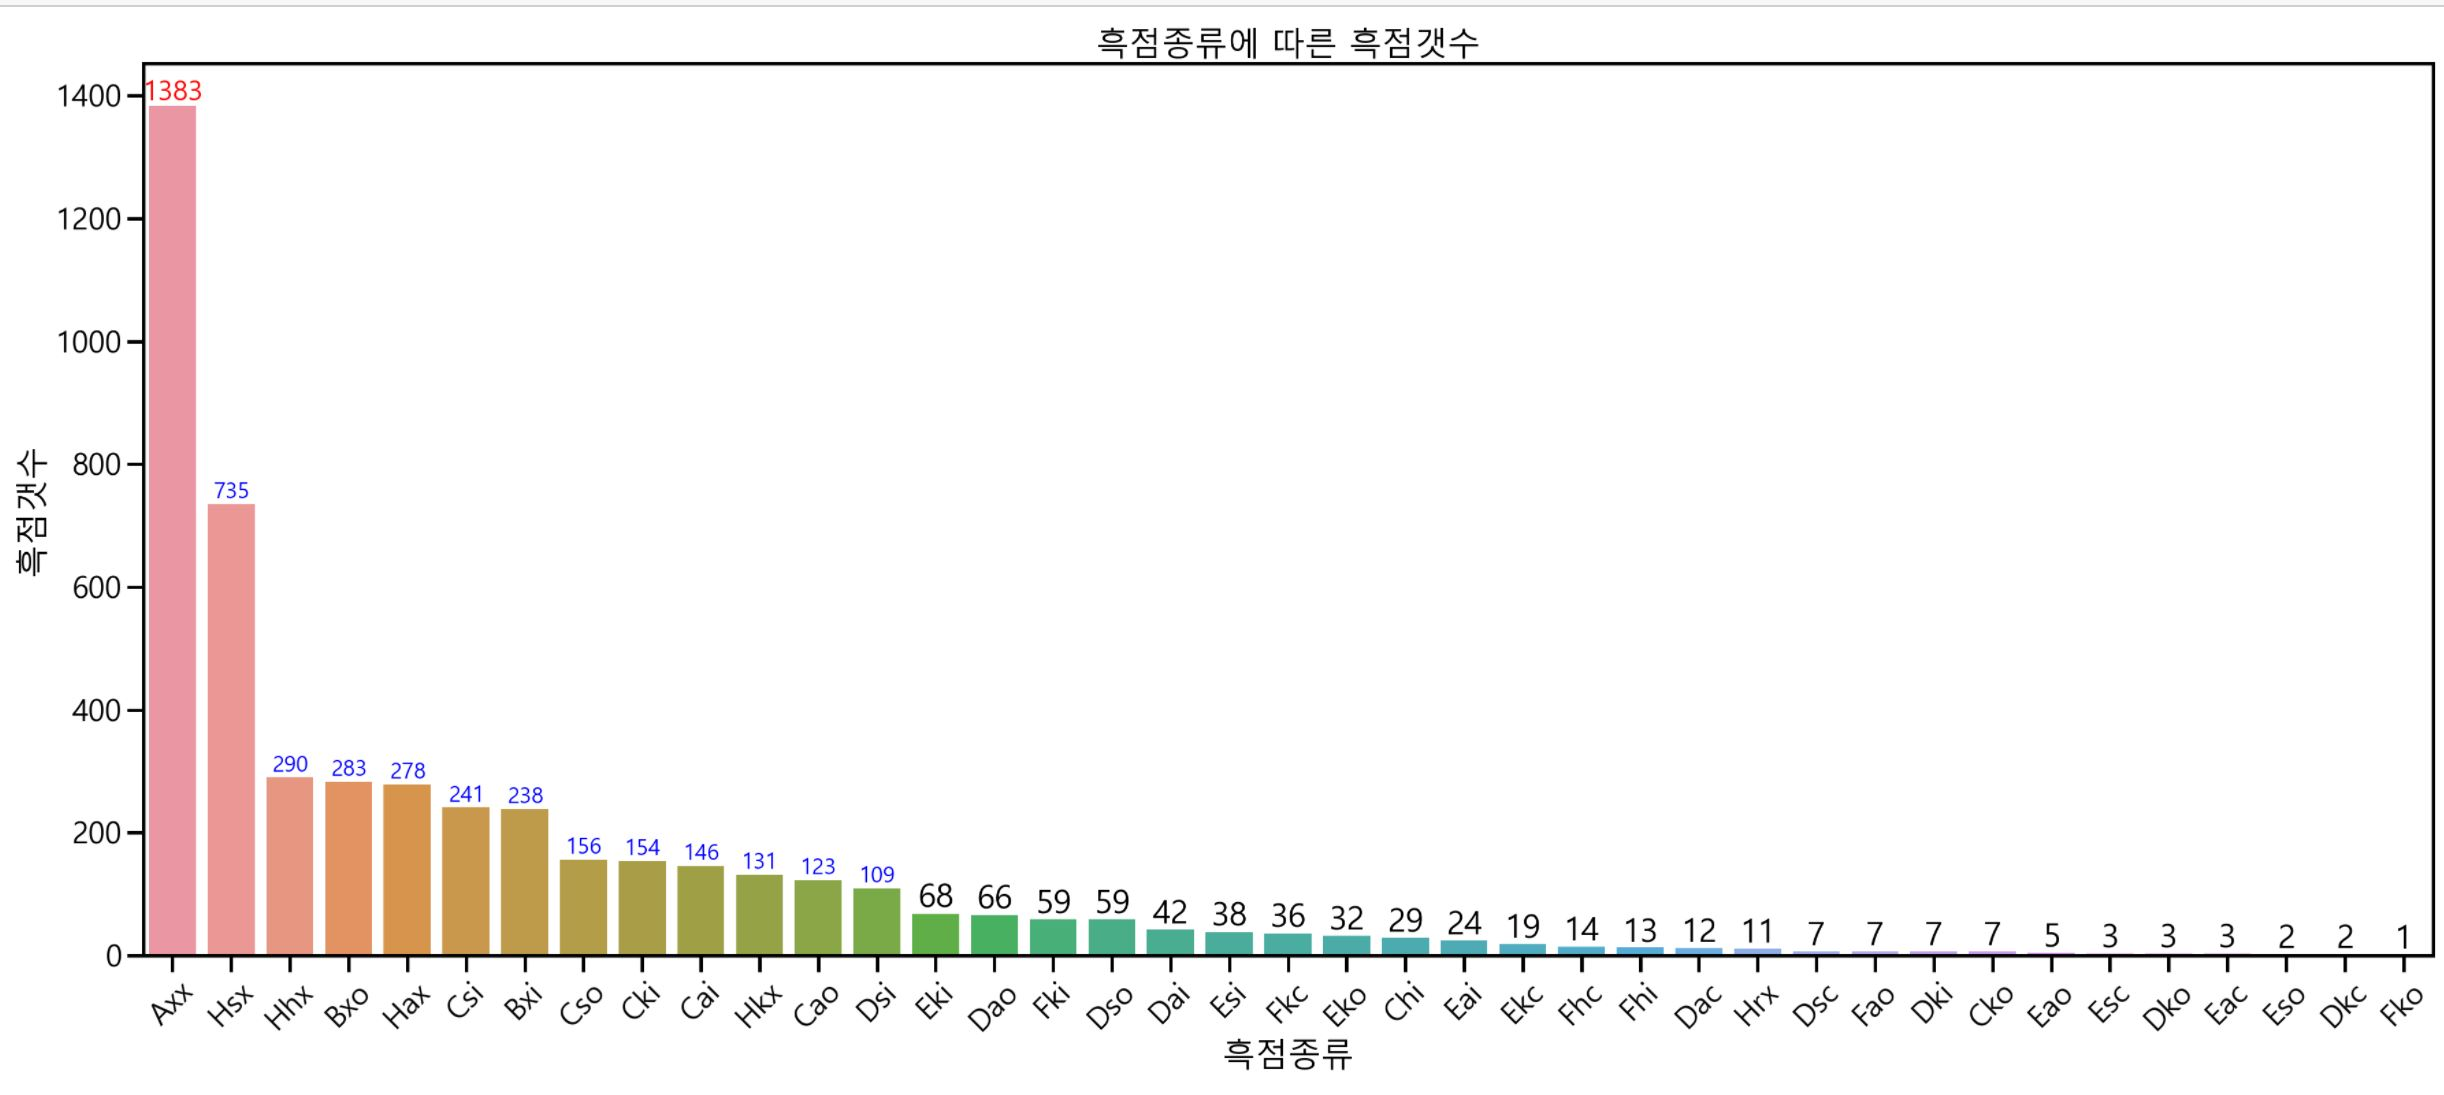 흑점종류에 따른 흑점갯수
흑점갯수
1400
1200
1000
800
600
400
200
0
1383
735
290
283
278
241
238
156
154
146
131
123
109
68
66
59
59
42
38
36
32
29
24
19
14
13
12
11
7
7
7
7
5
3
3
3
2
2
1
Axx
Hsx
Hhx
Bxo
Hax
Csi
Bxi
Cso
Cki
Cai
Hkx
Cao
Dsi
Eki
Dao
Fki
Dso
Dai
Esi
Fkc
Eko
Chi
Eai
Ekc
Fhc
Fhi
Dac
Hrx
Dsc
Fao
Dki
Cko
Eao
Esc
Dko
Eac
Eso
Dkc
Fko
흑점종류